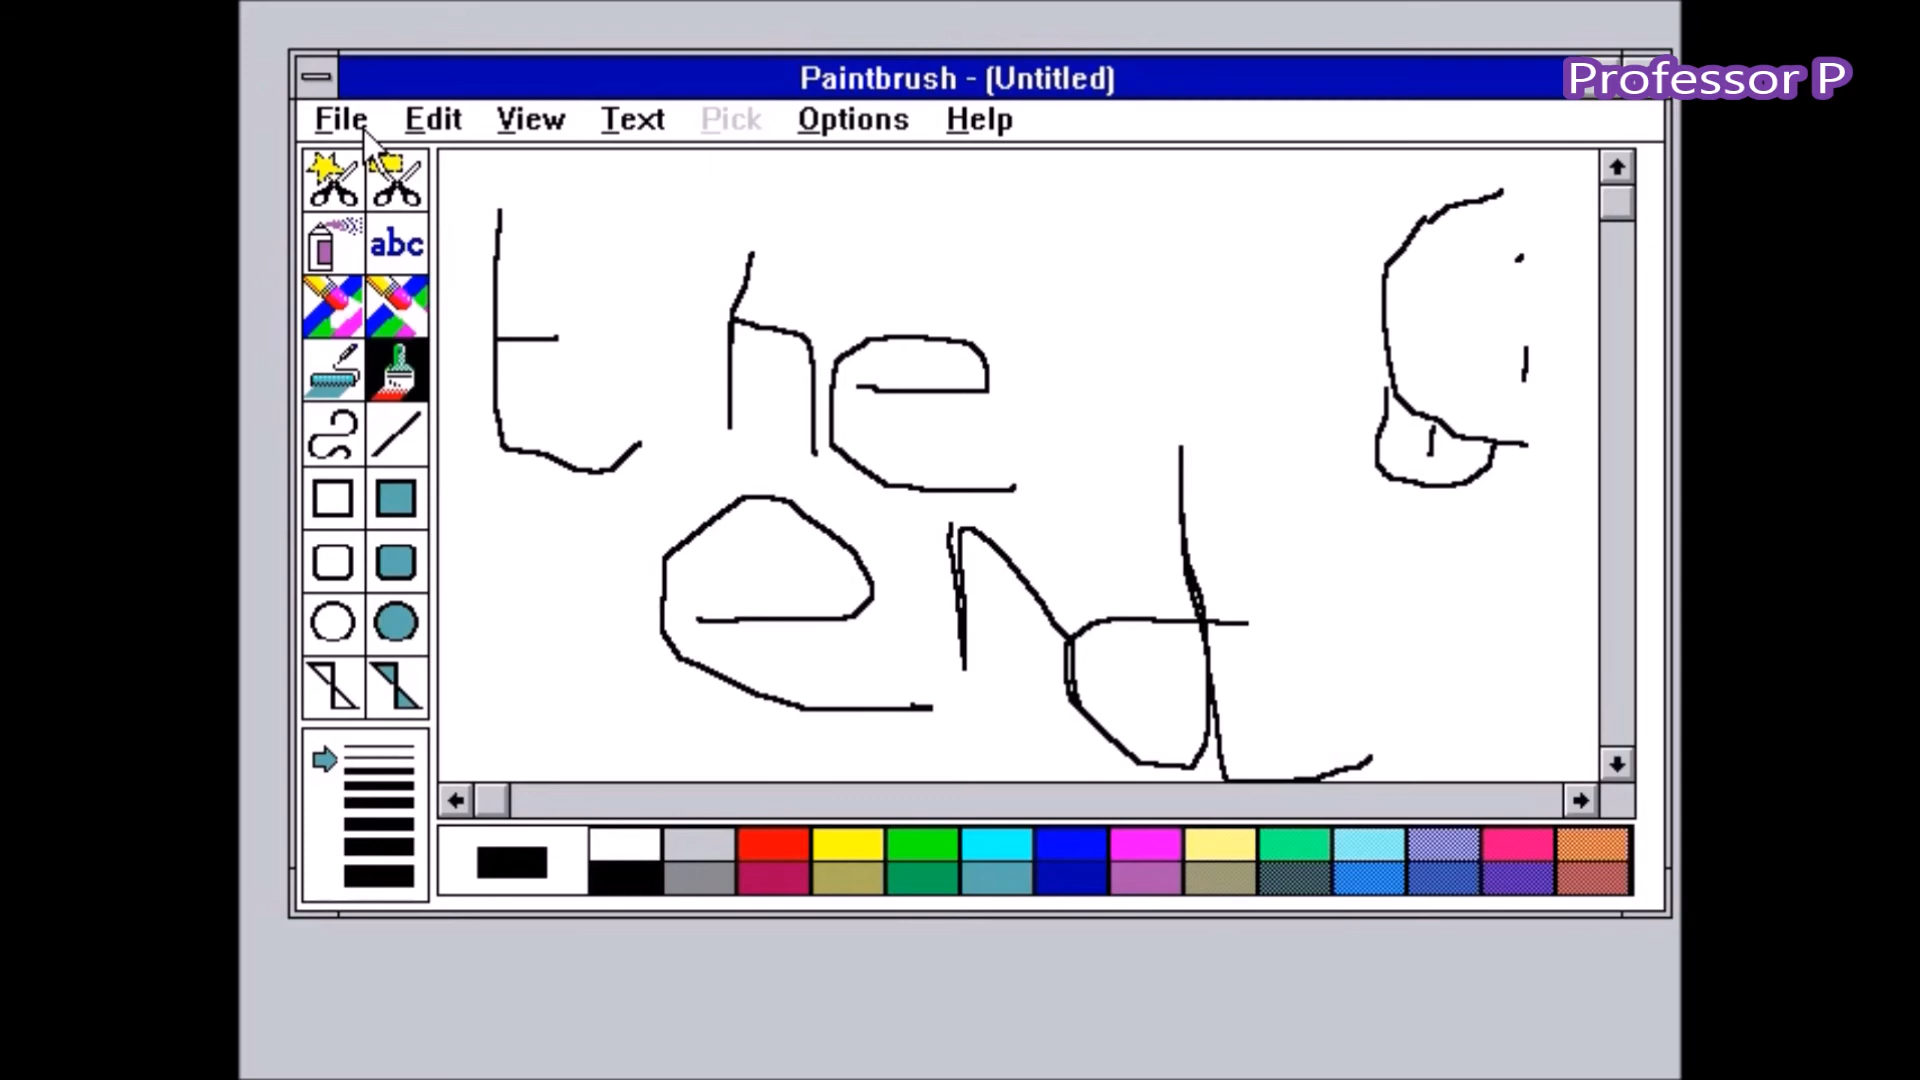 Paintbrush - (Untitled)
Professor P
File Edit View Text Pick Options Help
abc
the
end